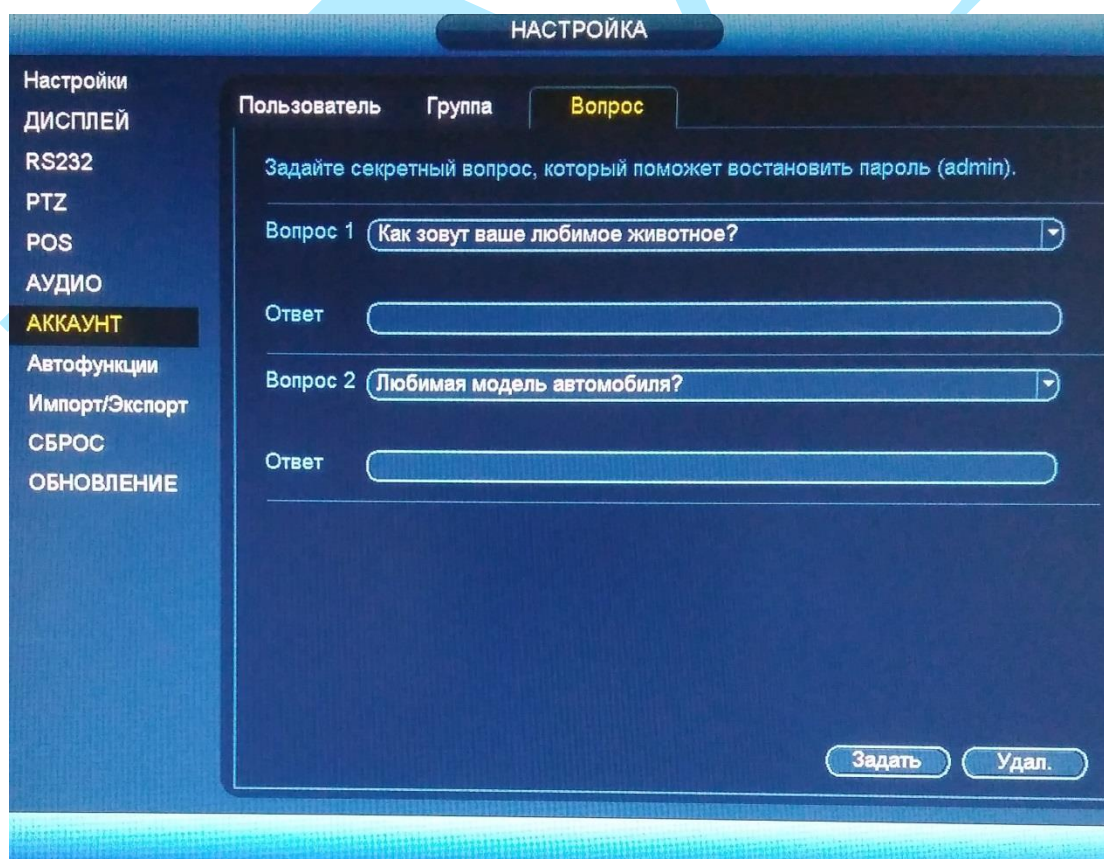 НАСТРОЙКА
Настройки
ДИСПЛЕЙ
RS232
PTZ
POS
АУДИО
АККАУНТ
Автофункции
Импорт/Экспорт
СБРОС
ОБНОВЛЕНИЕ
Пользователь Группа Вопрос
Задайте секретный вопрос, который поможет востановить пароль (admin).
Вопрос 1 Как зовут ваше любимое животное?
Ответ
Вопрос 2 Любимая модель автомобиля?
Ответ
Задать Удал.